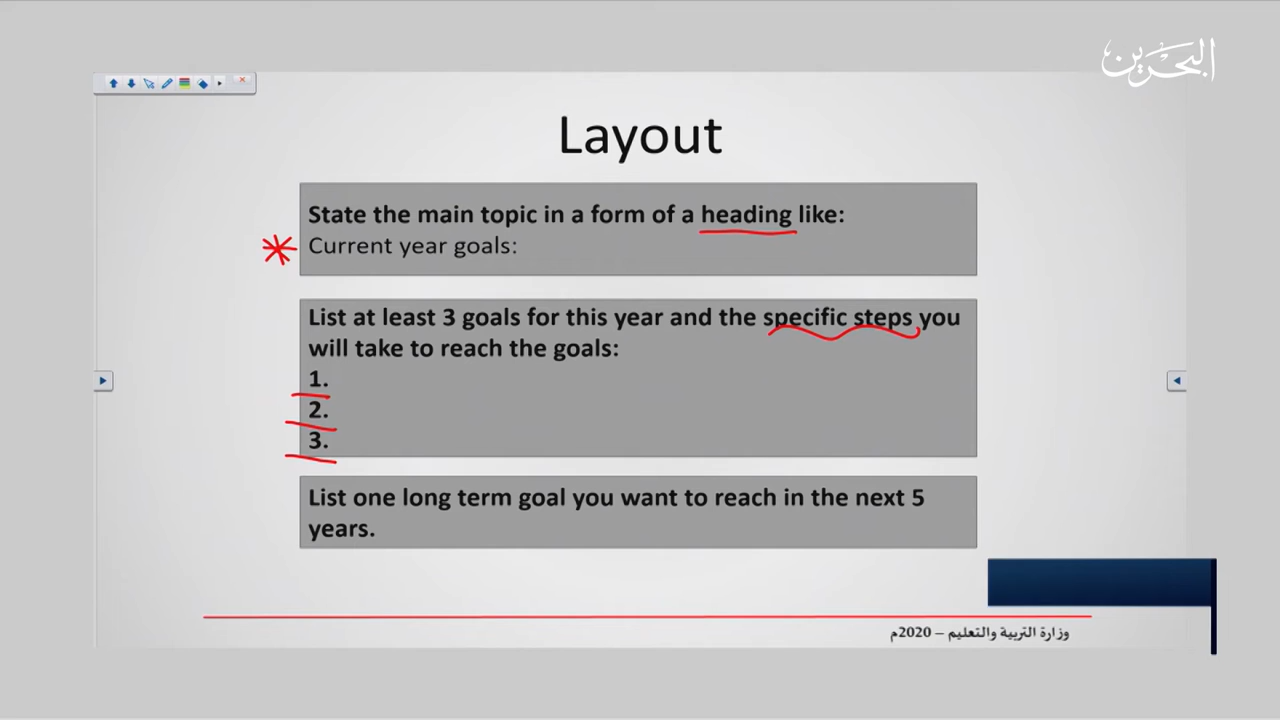 البحرين
Layout
State the main topic in a form of a heading like:
Current year goals:
List at least 3 goals for this year and the specific steps you
will take to reach the goals:
1.
2.
3.
List one long term goal you want to reach in the next 5
years.
وزارة التربية والتعليم – 2020م